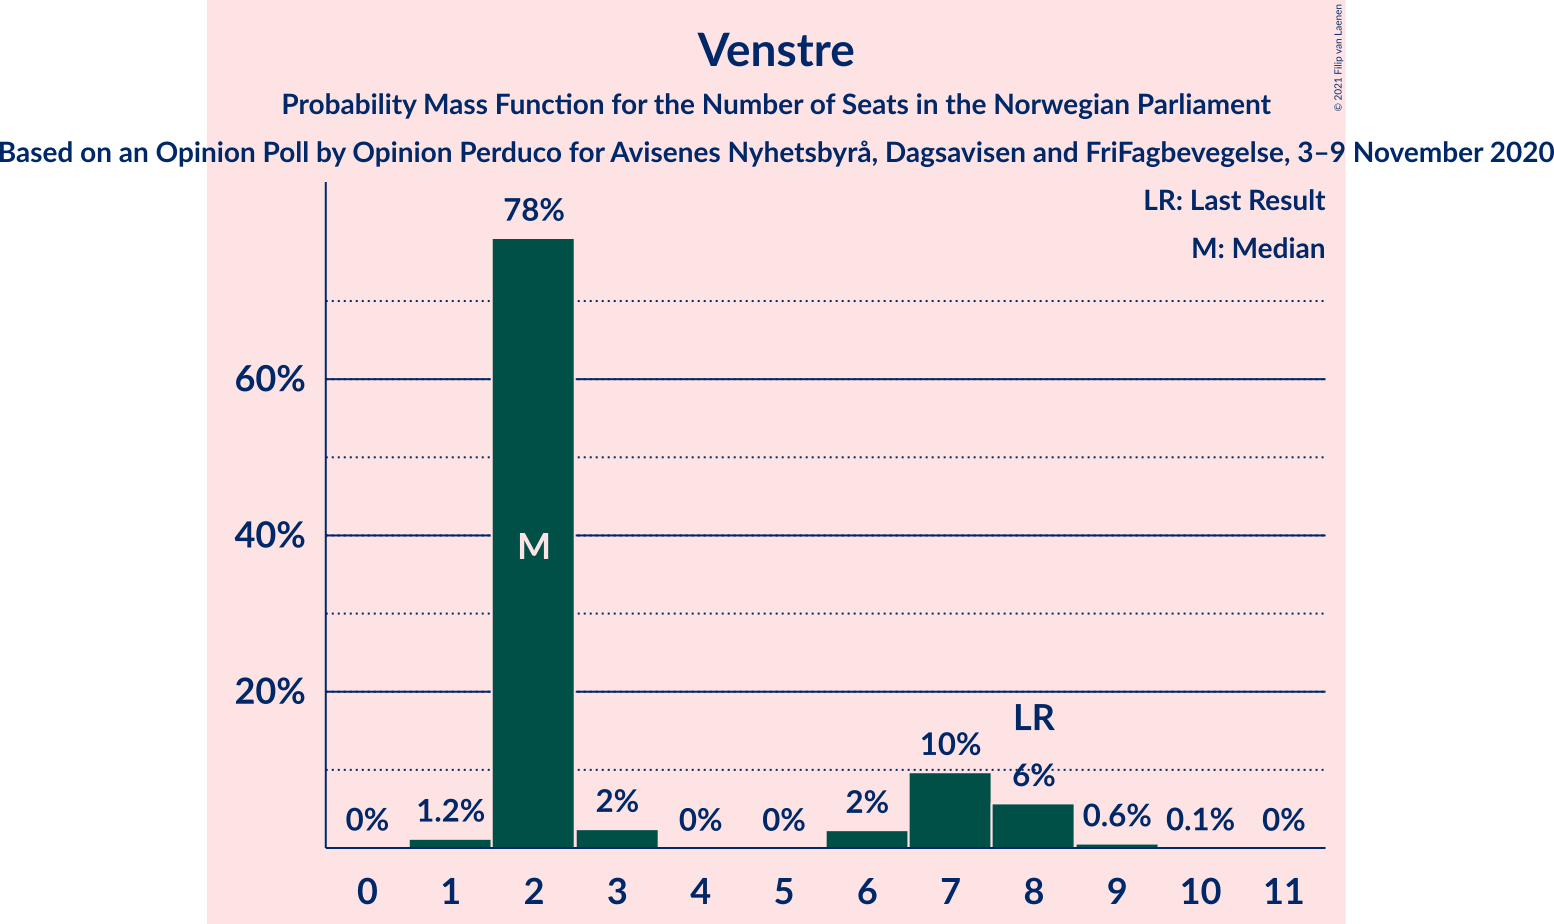 Venstre
Probability Mass Function for the Number of Seats in the Norwegian Parliament
Based on an Opinion Poll by Opinion Perduco for Avisenes Nyhetsbyrå, Dagsavisen and FriFagbevegelse, 3–9 November 2020
© 2021 Filip van Laenen
LR: Last Result
M: Median
78%
60%
40%
M
20%
LR
10%
6%
0% 1.2% 2% 0% 0% 2% 0.6% 0.1% 0%
0 1 2 3 4 5 6 7 8 9 10 11